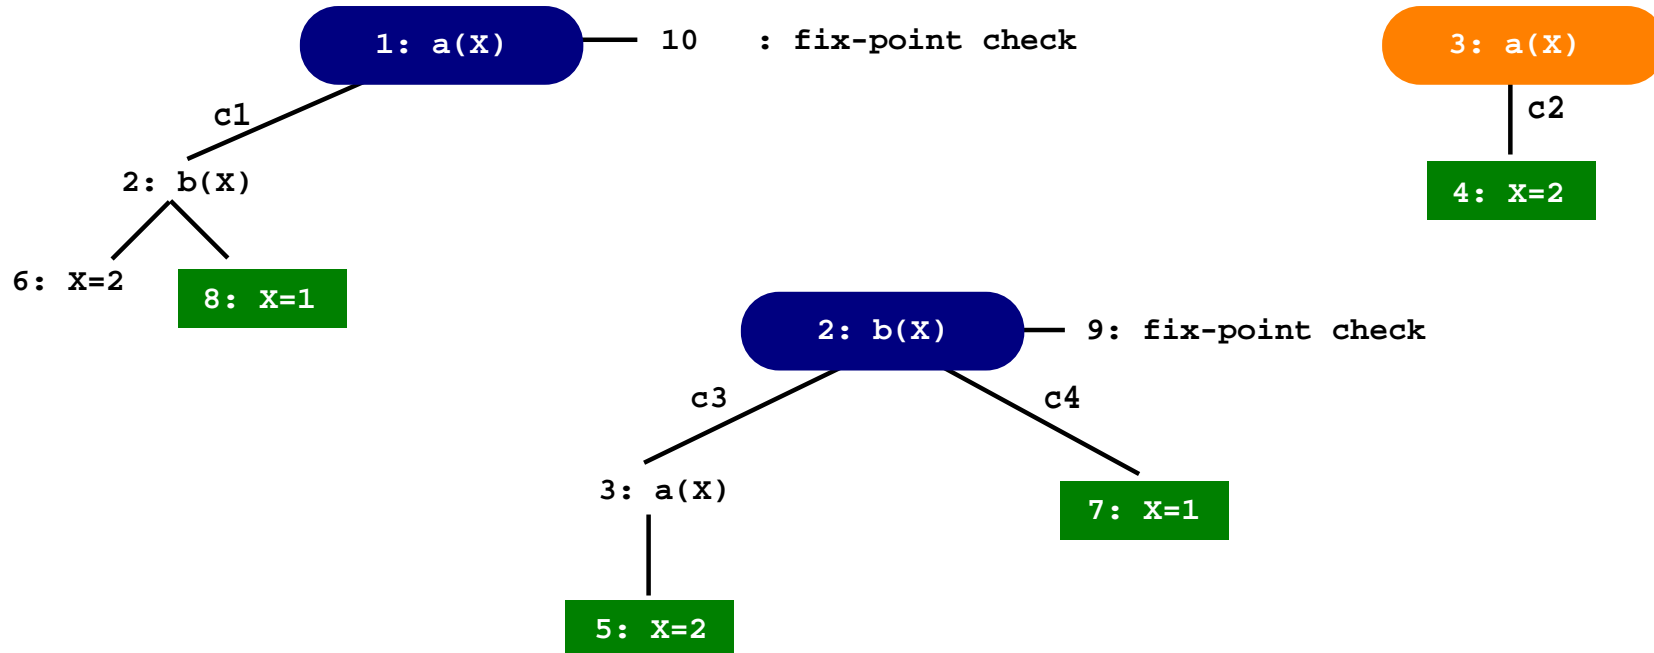 1: a(X)
10 : fix-point check
3: a(X)
c1
c2
2: b(X)
4: X=2
6: X=2
8: X=1
2: b(X)
9: fix-point check
c3
c4
3: a(X)
7: X=1
5: X=2